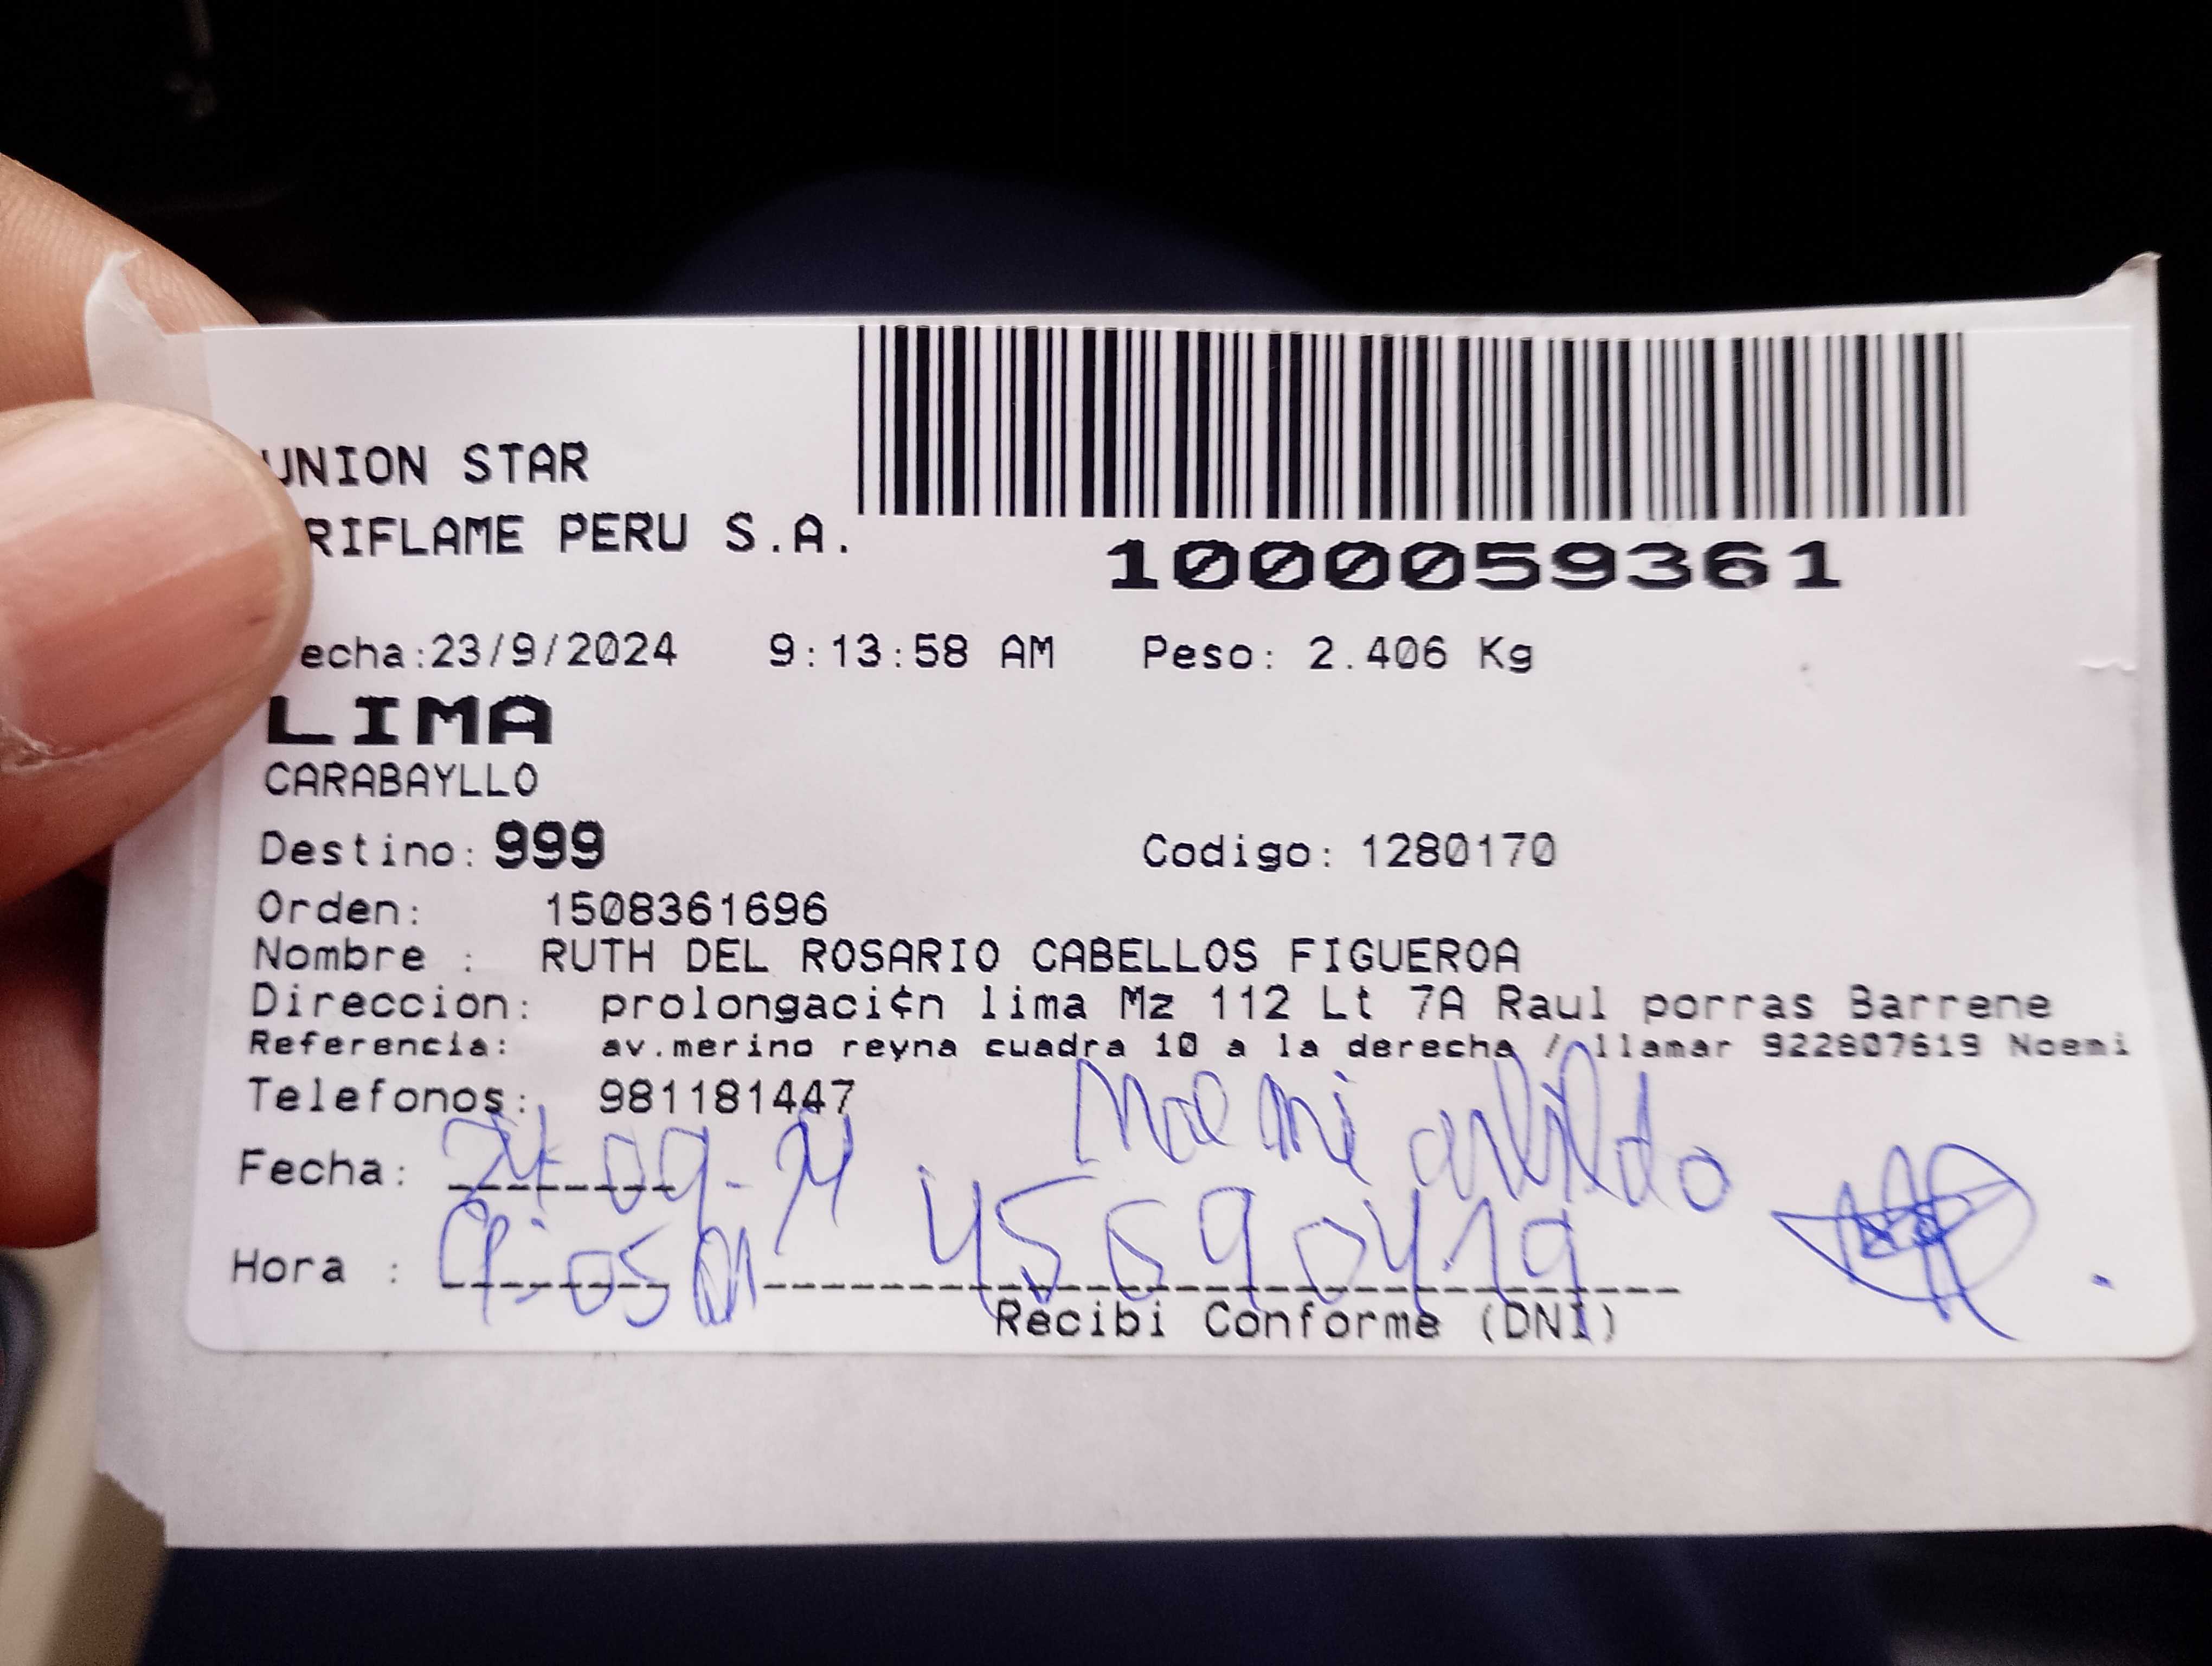 UNION STAR
RIFLAME PERU S.A.
1000059361
echa:23/9/2024 9:13:58 AM Peso: 2.406 Kg
LIMA
CARABAYLLO
Destino: 999 Codigo: 1280170
Orden: 1508361696
Nombre : RUTH DEL ROSARIO CABELLOS FIGUEROA
Direccion: prolongaci¢n lima Mz 112 Lt 7A Raul porras Barrene
Referencia: av.merino reyna cuadra 10 a la derecha / llamar 922807619 Noemi
Telefonos: 981181447
Noemi
Fecha: 24-09-24
Hora : 9:05
Recibi Conforme (DNI)